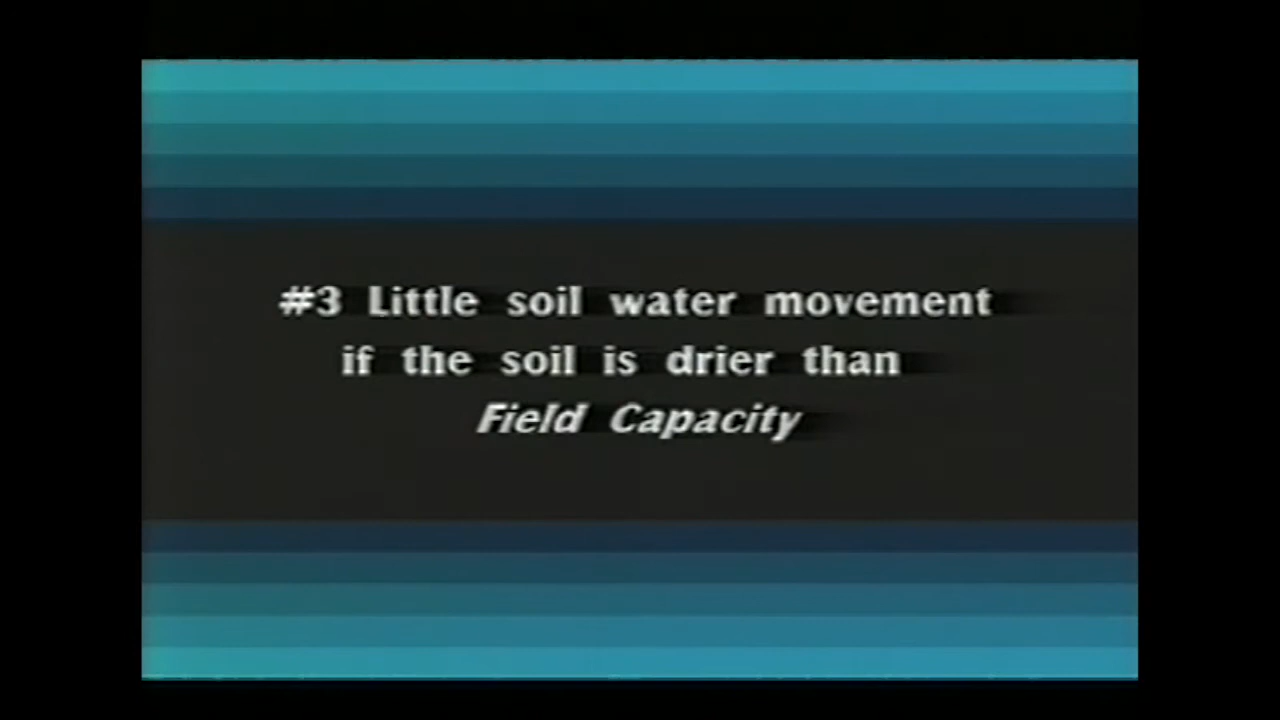 #3 Little soil water movement
if the soil is drier than
Field Capacity